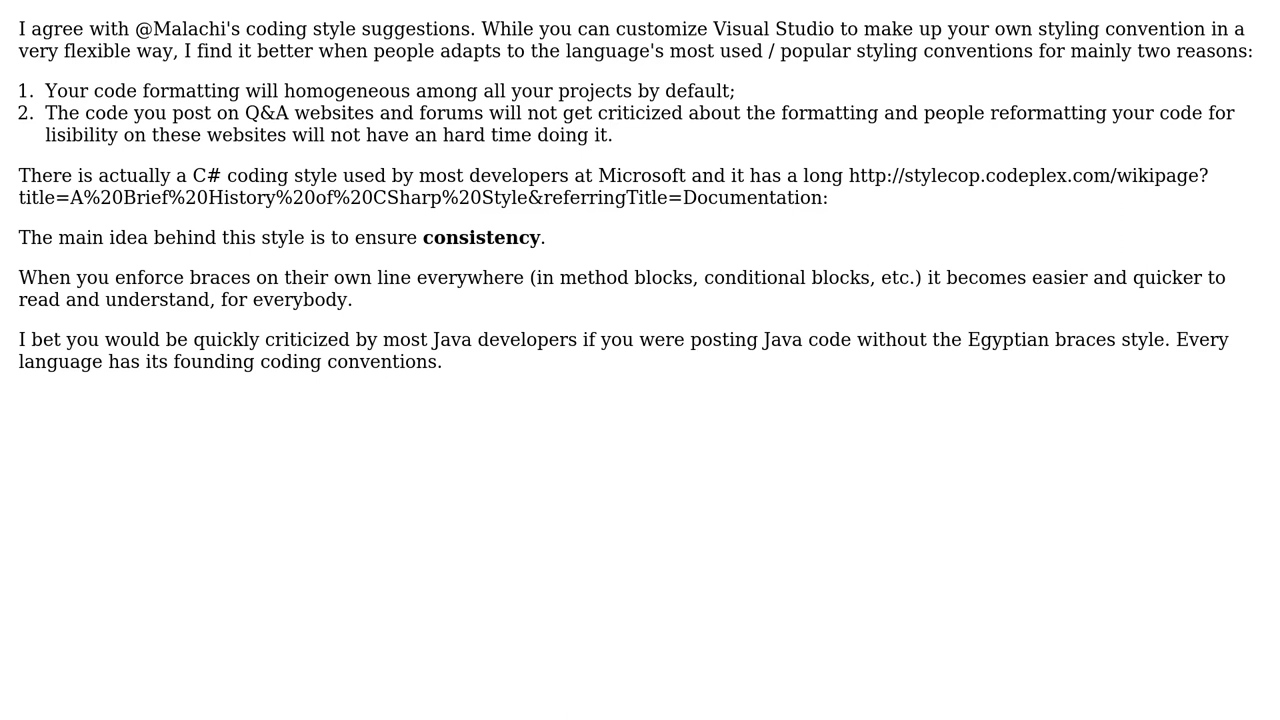 I agree with @Malachi's coding style suggestions. While you can customize Visual Studio to make up your own styling convention in a
very flexible way, I find it better when people adapts to the language's most used / popular styling conventions for mainly two reasons:
1. Your code formatting will homogeneous among all your projects by default;
2. The code you post on Q&A websites and forums will not get criticized about the formatting and people reformatting your code for
lisibility on these websites will not have an hard time doing it.
There is actually a C# coding style used by most developers at Microsoft and it has a long http://stylecop.codeplex.com/wikipage?
title=A%20Brief%20History%20of%20CSharp%20Style&referringTitle=Documentation:
The main idea behind this style is to ensure consistency.
When you enforce braces on their own line everywhere (in method blocks, conditional blocks, etc.) it becomes easier and quicker to
read and understand, for everybody.
I bet you would be quickly criticized by most Java developers if you were posting Java code without the Egyptian braces style. Every
language has its founding coding conventions.